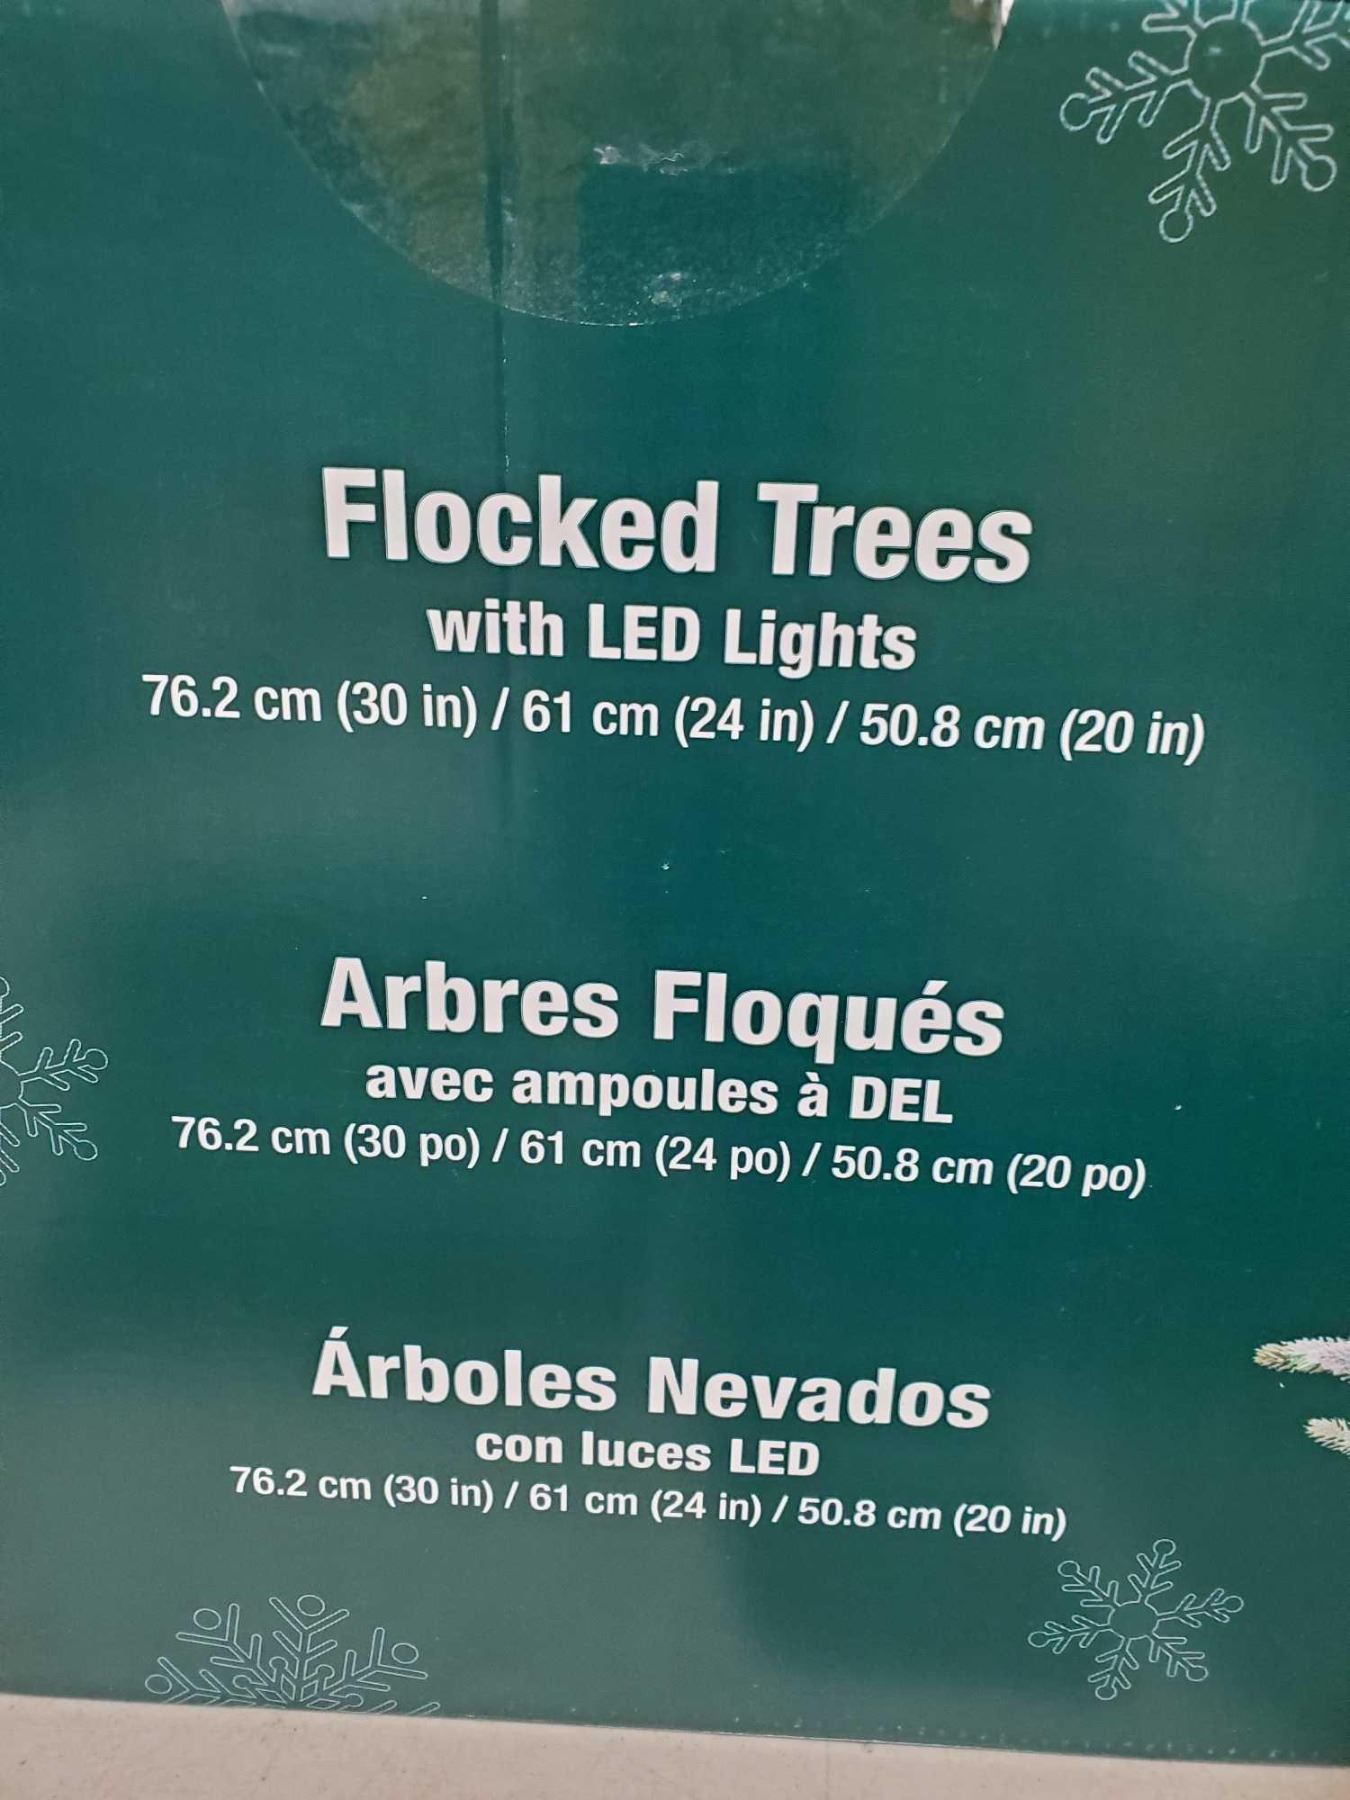 Flocked Trees
with LED Lights
76.2 cm (30 in) / 61 cm (24 in) / 50.8 cm (20 in)
Arbres Floqués
avec ampoules à DEL
76.2 cm (30 po) / 61 cm (24 po) / 50.8 cm (20 po)
Árboles Nevados
con luces LED
76.2 cm (30 in) / 61 cm (24 in) / 50.8 cm (20 in)